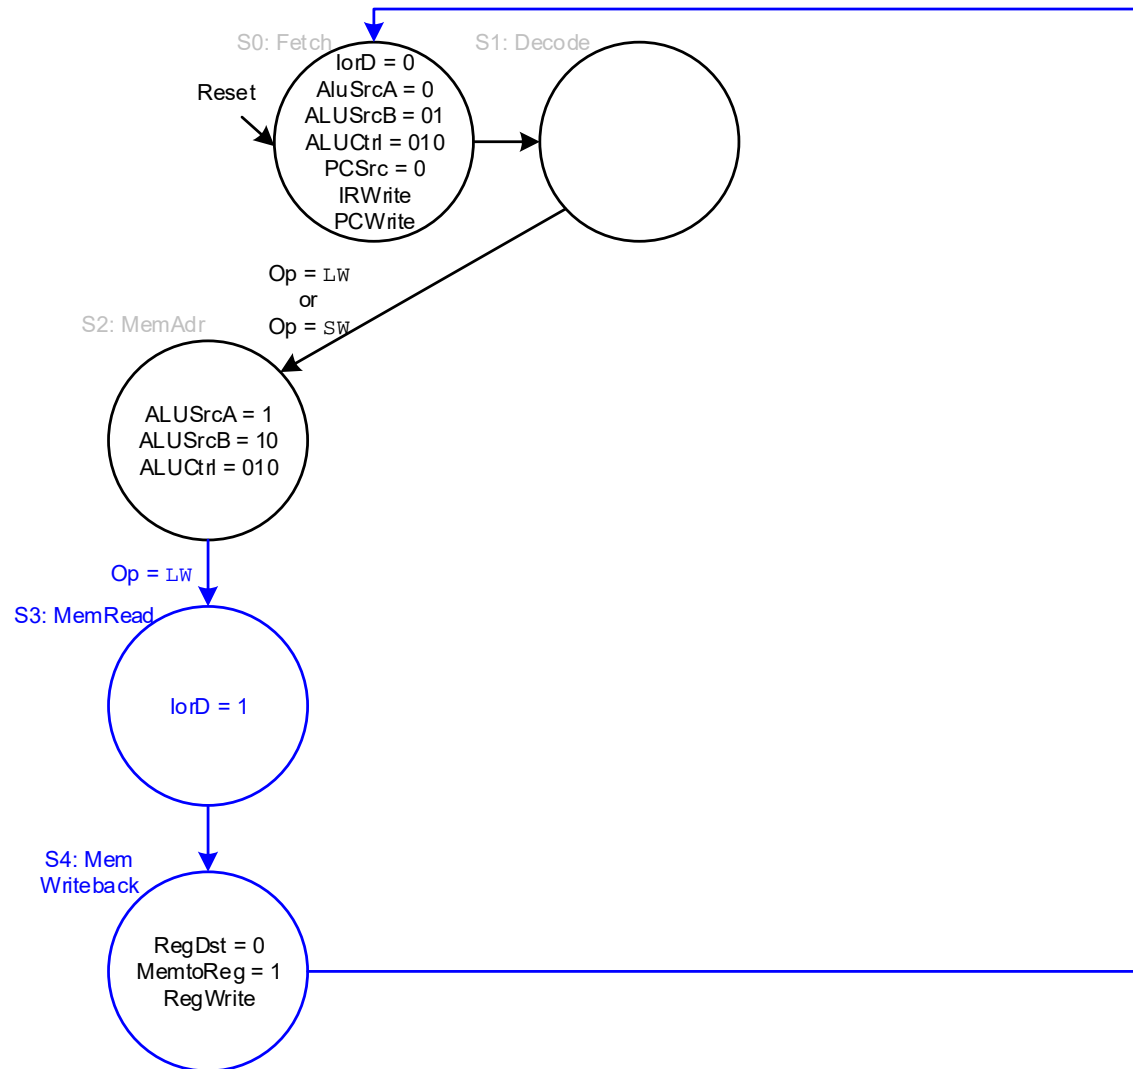 S0: Fetch
S1: Decode
Reset
IorD = 0
AluSrcA = 0
ALUSrcB = 01
ALUCtrl = 010
PCSrc = 0
IRWrite
PCWrite
Op = LW
or
Op = SW
S2: MemAdr
ALUSrcA = 1
ALUSrcB = 10
ALUCtrl = 010
Op = LW
S3: MemRead
IorD = 1
S4: Mem
Writeback
RegDst = 0
MemtoReg = 1
RegWrite